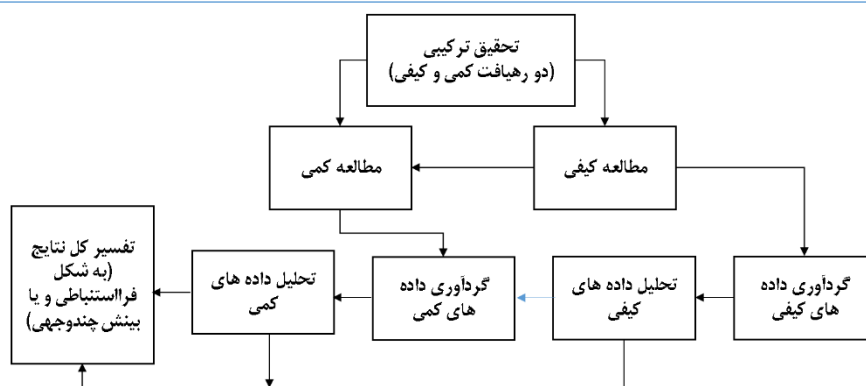 تحقیق ترکیبی
(دو رهیافت کمی و کیفی)
مطالعه کیفی
مطالعه کمی
گردآوری داده
های کیفی
تحلیل داده های
کیفی
گردآوری داده
های کمی
تحلیل داده های
کمی
تفسیر کل نتایج
(به شکل
فرااستنباطی و یا
بینش چندوجهی)